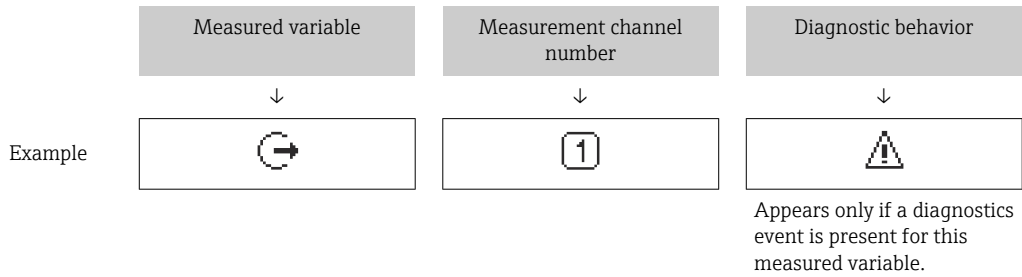 Measured variable
Measurement channel
number
Diagnostic behavior
↓
↓
↓
Example
1
Appears only if a diagnostics
event is present for this
measured variable.